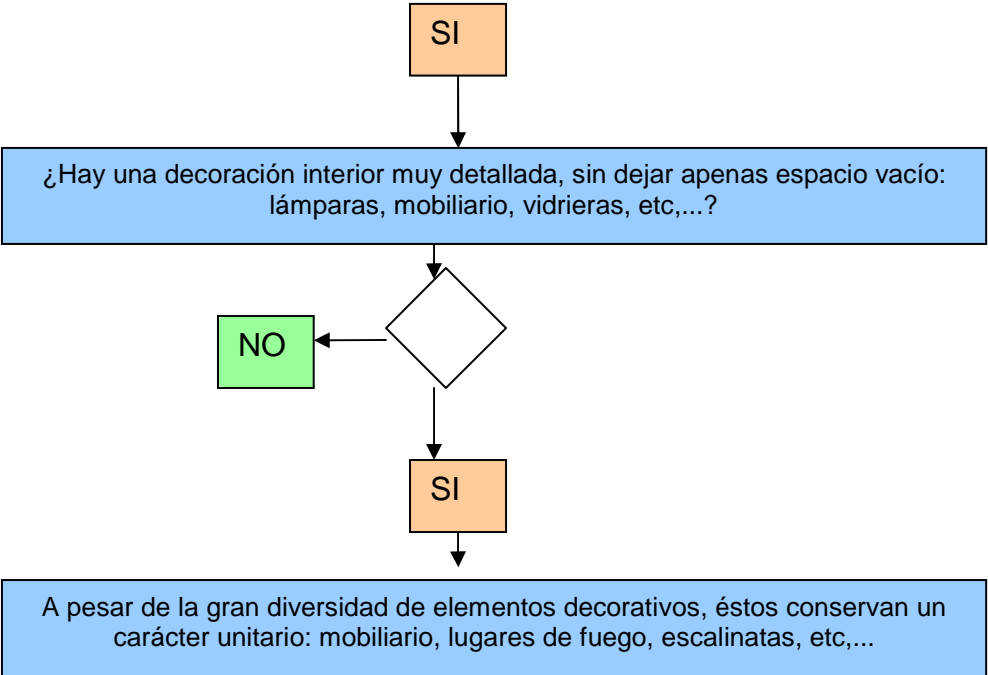 SI
¿Hay una decoración interior muy detallada, sin dejar apenas espacio vacío:
lámparas, mobiliario, vidrieras, etc,...?
NO
SI
A pesar de la gran diversidad de elementos decorativos, éstos conservan un
carácter unitario: mobiliario, lugares de fuego, escalinatas, etc,...